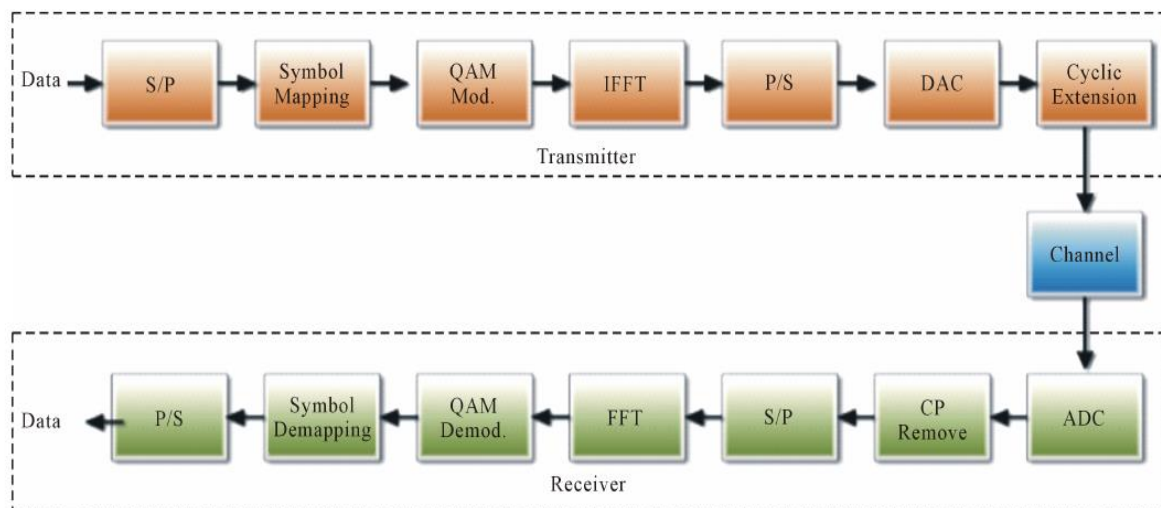 Data
S/P
Symbol
Mapping
QAM
Mod.
IFFT
P/S
DAC
Cyclic
Extension
Transmitter
Channel
Data
P/S
Symbol
Demapping
QAM
Demod.
FFT
S/P
CP
Remove
ADC
Receiver